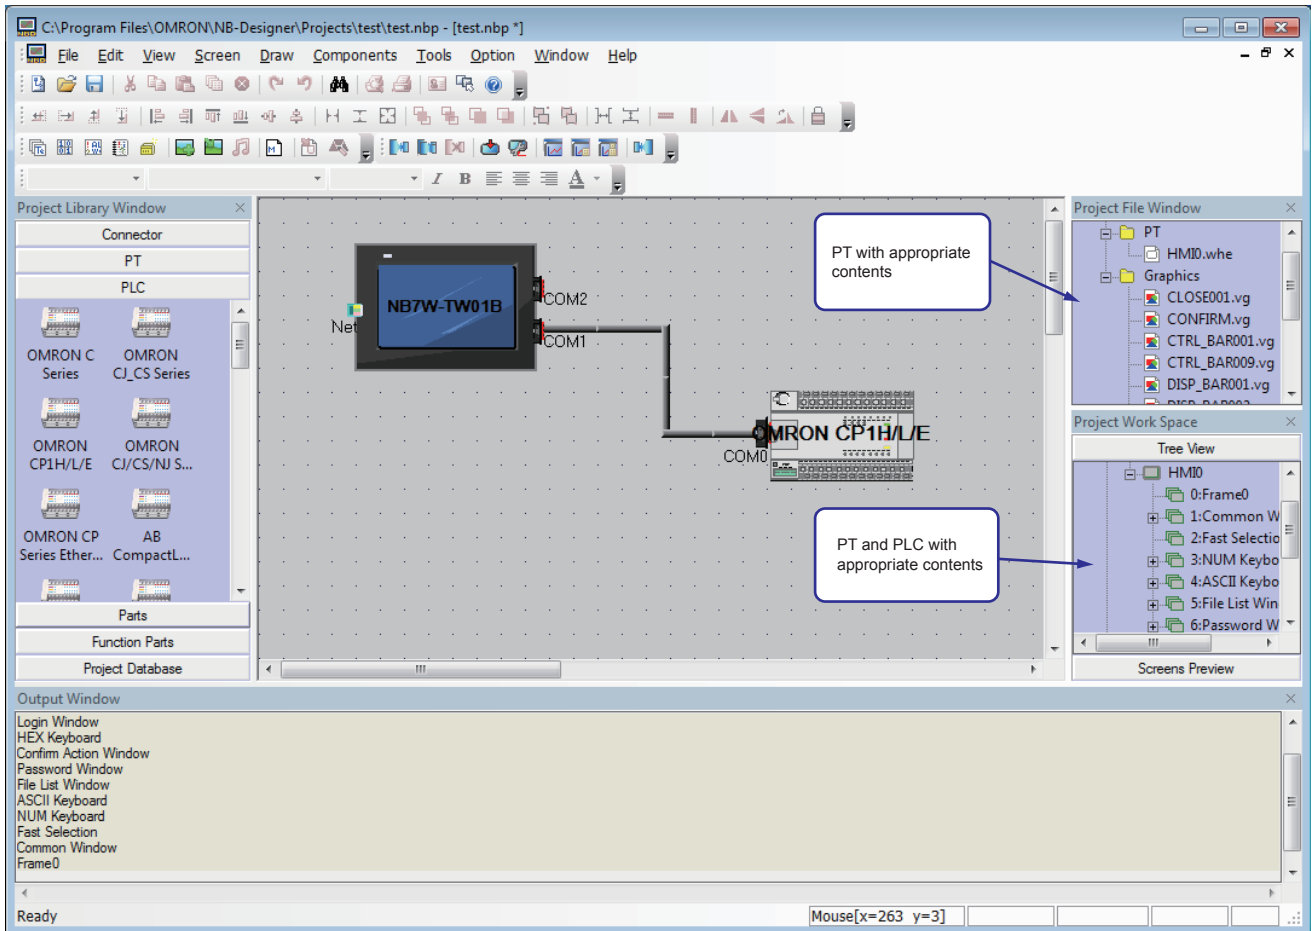 C:\Program Files\OMRON\NB-Designer\Projects\test\test.nbp - [test.nbp *]
File Edit View Screen Draw Components Tools Option Window Help
Project Library Window
Connector
PT
PLC
OMRON C
Series
OMRON
CJ_CS Series
OMRON
CP1H/L/E
OMRON
CJ/CS/NJ S...
OMRON CP
Series Ether...
AB
CompactL...
Parts
Function Parts
Project Database
NB7W-TW01B
Net
COM2
COM1
OMRON CP1H/L/E
COM0
PT with appropriate
contents
PT and PLC with
appropriate contents
Project File Window
PT
HMI0.whe
Graphics
CLOSE001.vg
CONFIRM.vg
CTRL_BAR001.vg
CTRL_BAR009.vg
DISP_BAR001.vg
Project Work Space
Tree View
HMI0
0:Frame0
1:Common W
2:Fast Selectio
3:NUM Keybo
4:ASCII Keybo
5:File List Win
6:Password W
Screens Preview
Output Window
Login Window
HEX Keyboard
Confirm Action Window
Password Window
File List Window
ASCII Keyboard
NUM Keyboard
Fast Selection
Common Window
Frame0
Ready
Mouse[x=263 y=3]